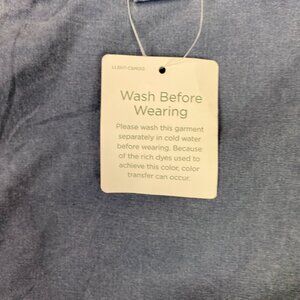 Wash Before
Wearing
Please wash this garment
separately in cold water
before wearing. Because
of the rich dyes used to
achieve this color, color
transfer can occur.